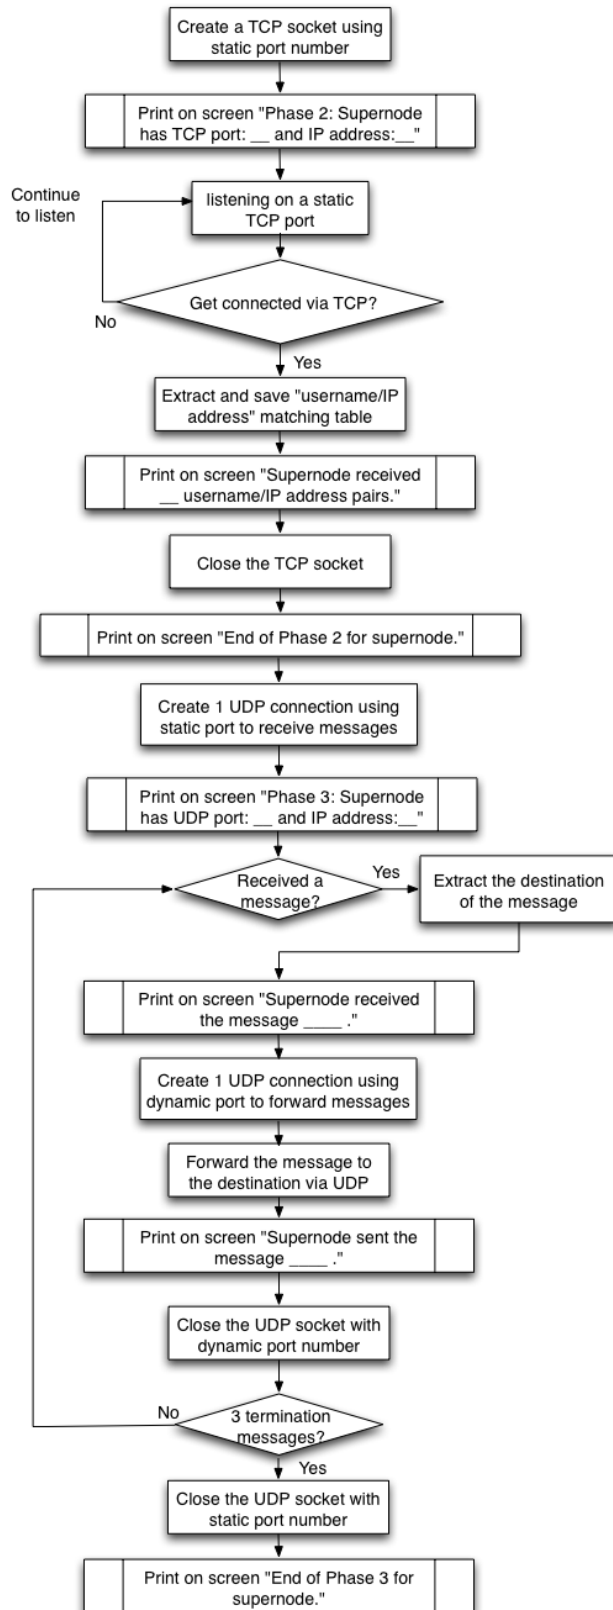 Create a TCP socket using
static port number
Print on screen "Phase 2: Supernode
has TCP port: __ and IP address:__"
Continue
to listen
listening on a static
TCP port
Get connected via TCP?
No
Yes
Extract and save "username/IP
address" matching table
Print on screen "Supernode received
__ username/IP address pairs."
Close the TCP socket
Print on screen "End of Phase 2 for supernode."
Create 1 UDP connection using
static port to receive messages
Print on screen "Phase 3: Supernode
has UDP port: __ and IP address:__"
Received a
message?
Yes
Extract the destination
of the message
Print on screen "Supernode received
the message ____ ."
Create 1 UDP connection using
dynamic port to forward messages
Forward the message to
the destination via UDP
Print on screen "Supernode sent the
message ____ ."
Close the UDP socket with
dynamic port number
No
3 termination
messages?
Yes
Close the UDP socket with
static port number
Print on screen "End of Phase 3 for
supernode."